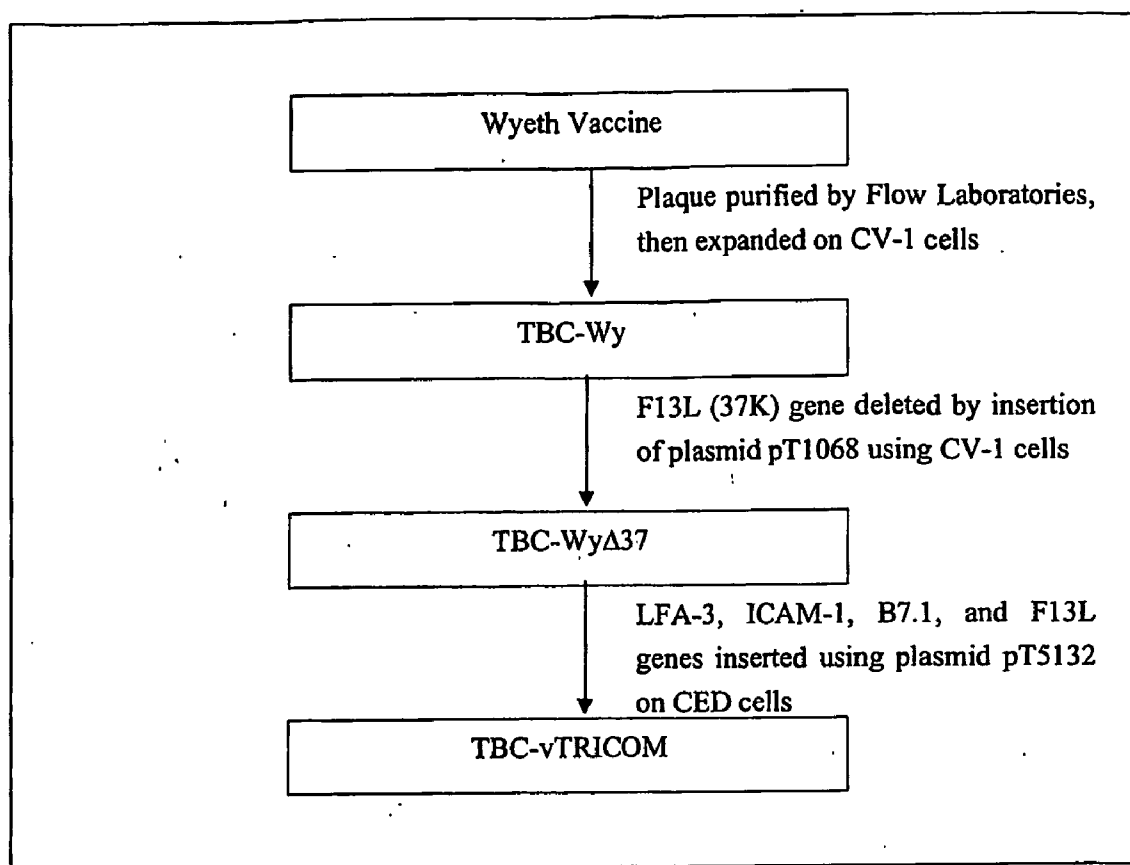 Wyeth Vaccine
Plaque purified by Flow Laboratories,
then expanded on CV-1 cells
TBC-Wy
F13L (37K) gene deleted by insertion
of plasmid pT1068 using CV-1 cells
TBC-WyΔ37
LFA-3, ICAM-1, B7.1, and F13L
genes inserted using plasmid pT5132
on CED cells
TBC-vTRICOM